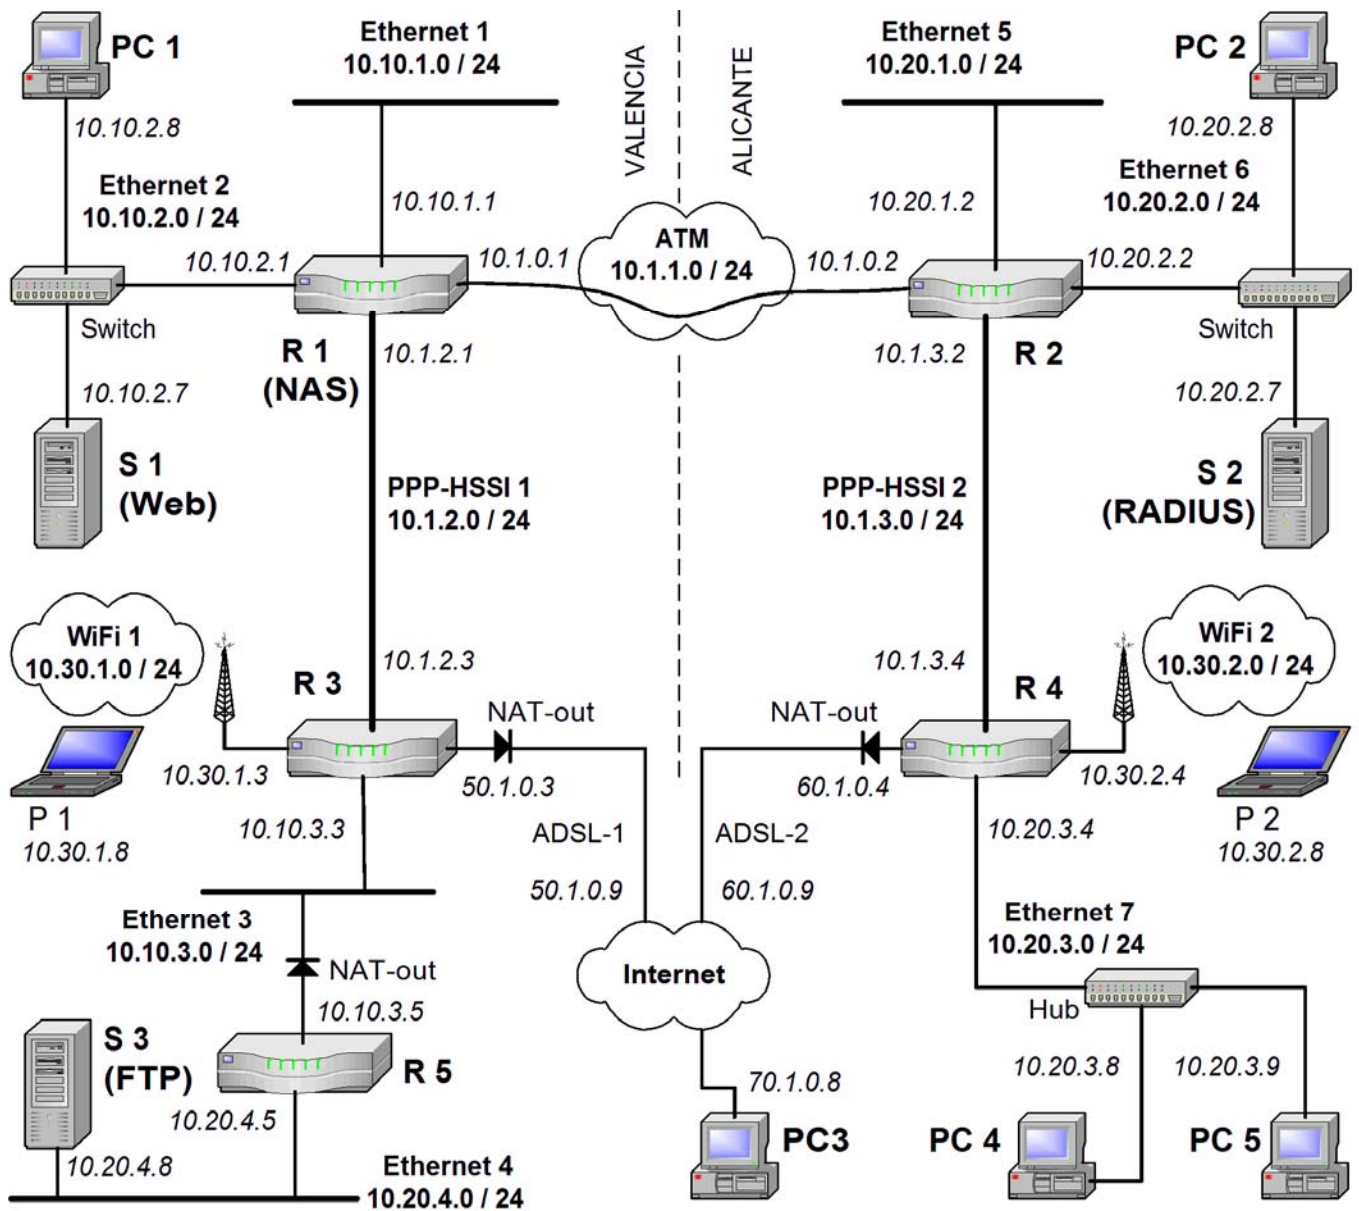 PC 1
Ethernet 1
10.10.1.0 / 24
VALENCIA
ALICANTE
Ethernet 5
10.20.1.0 / 24
PC 2
10.10.2.8
10.20.2.8
Ethernet 2
10.10.2.0 / 24
Ethernet 6
10.20.2.0 / 24
10.10.1.1
10.20.1.2
ATM
10.1.1.0 / 24
10.10.2.1
10.1.0.1
10.1.0.2
10.20.2.2
Switch
Switch
R 1
(NAS)
10.1.2.1
10.1.3.2
R 2
10.10.2.7
10.20.2.7
S 1
(Web)
PPP-HSSI 1
10.1.2.0 / 24
PPP-HSSI 2
10.1.3.0 / 24
S 2
(RADIUS)
WiFi 1
10.30.1.0 / 24
WiFi 2
10.30.2.0 / 24
10.1.2.3
10.1.3.4
R 3
R 4
NAT-out
NAT-out
10.30.1.3
50.1.0.3
60.1.0.4
10.30.2.4
P 1
10.30.1.8
10.10.3.3
ADSL-1
ADSL-2
10.20.3.4
P 2
10.30.2.8
50.1.0.9
60.1.0.9
Ethernet 3
10.10.3.0 / 24
Ethernet 7
10.20.3.0 / 24
NAT-out
Internet
10.10.3.5
Hub
S 3
(FTP)
R 5
10.20.3.8
10.20.3.9
70.1.0.8
10.20.4.5
PC3
PC 4
PC 5
10.20.4.8
Ethernet 4
10.20.4.0 / 24